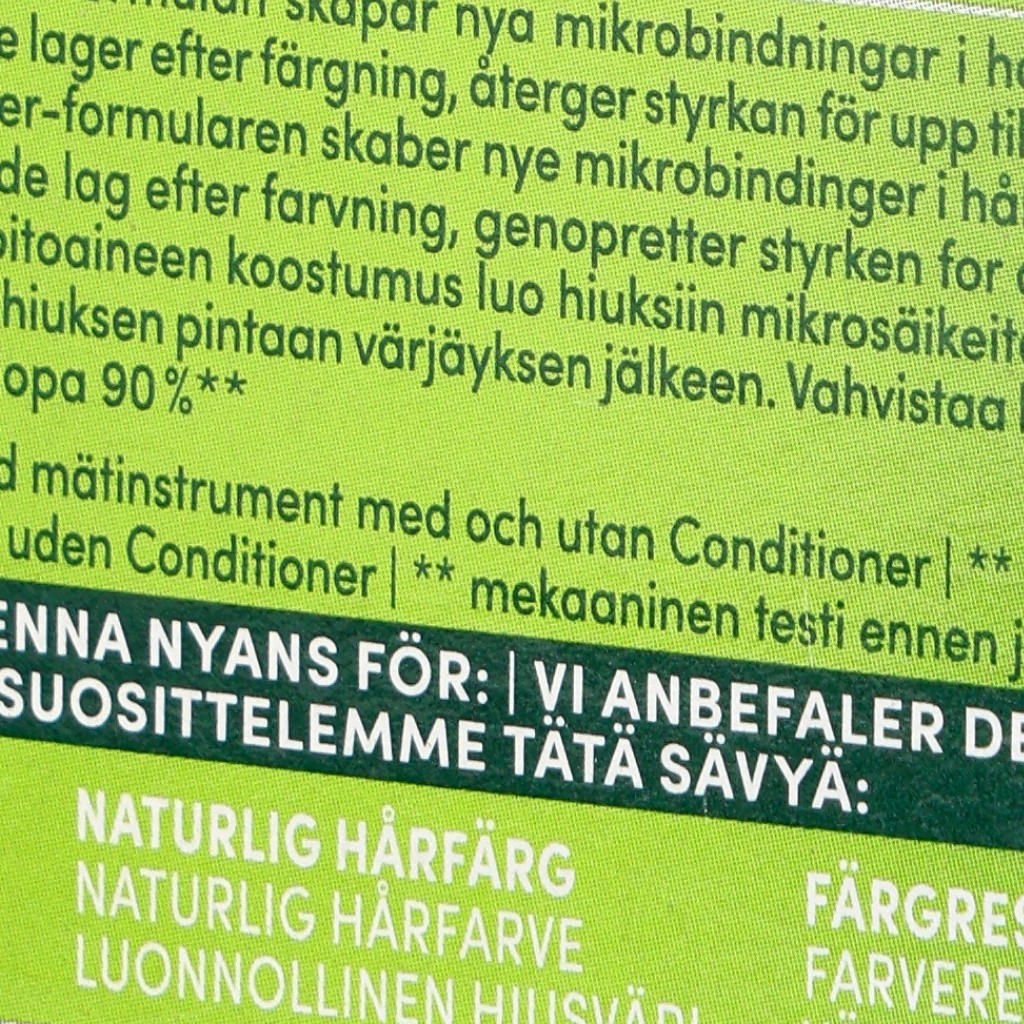 skapar nya mikrobindningar i
lager efter färgning, återger styrkan för upp
er-formularen skaber nye mikrobindinger i hå
de lag efter farvning, genopretter styrken for
koostumus luo hiuksiin mikrosäikeit
hiuksen pintaan värjäyksen jälkeen. Vahvistaa
opa 90%**
mätinstrument med och utan Conditioner | **
uden Conditioner | ** mekaaninen testi ennen j
ENNA NYANS FÖR: | VI ANBEFALER DE
SUOSITTELEMME TÄTÄ SÄVYÄ:
NATURLIG HÅRFÄRG
NATURLIG HÅRFARVE
LUONNOLLINEN HIUSVÄRI
FÄRGRES
FARVERE